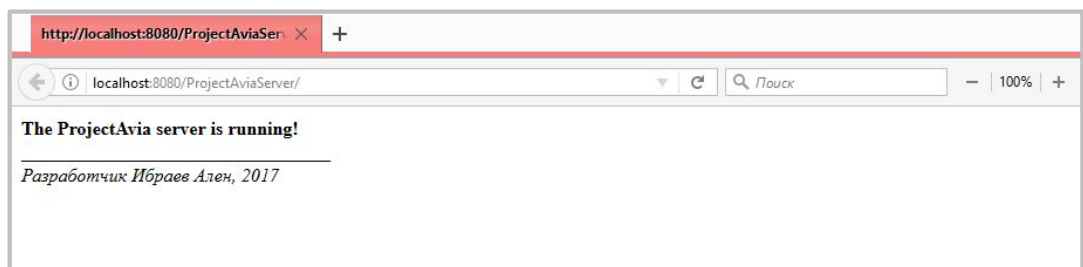 http://localhost:8080/ProjectAviaSer
localhost:8080/ProjectAviaServer/
Поиск
100%
The ProjectAvia server is running!
Разработчик Ибраев Ален, 2017